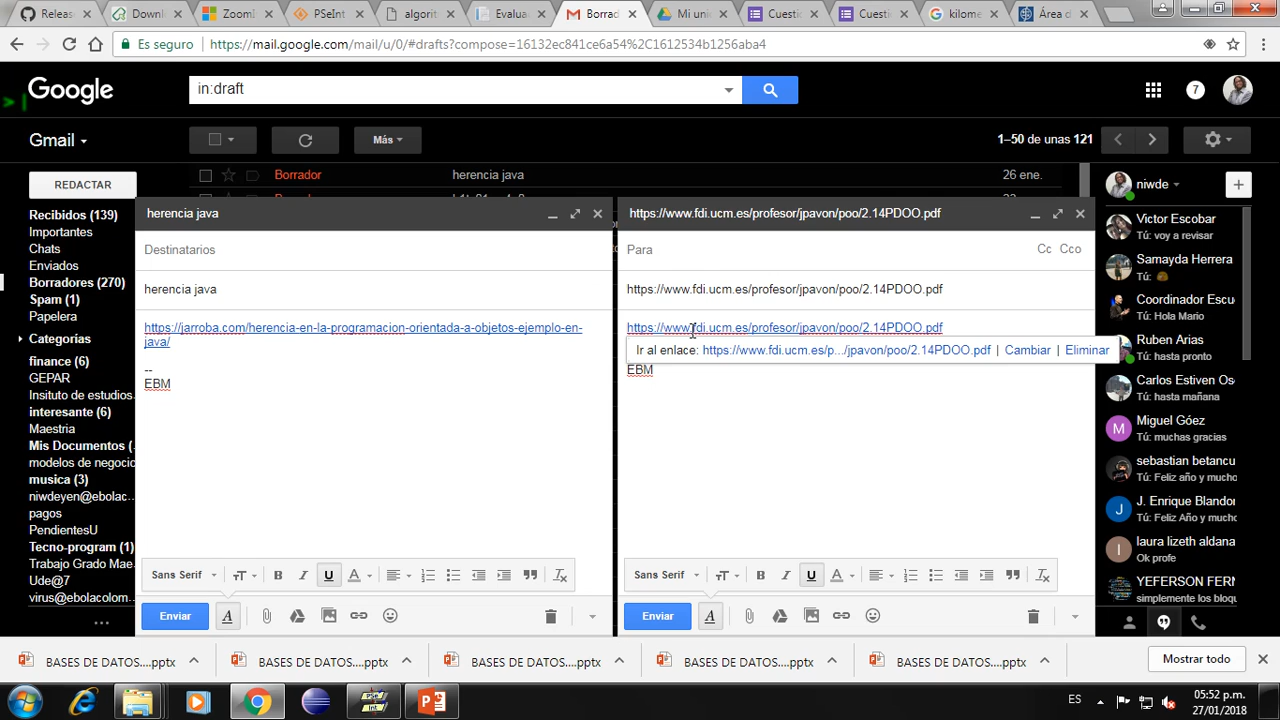 Release
Downl
ZoomI
PSeInt
algorit
Evalua
Borrad
Mi uni
Cuestic
Cuestic
kilome
Área d
Es seguro
https://mail.google.com/mail/u/0/#drafts?compose=16132ec841ce6a54%2C1612534b1256aba4
>|
Google
in:draft
7
Gmail
Más
1–50 de unas 121
REDACTAR
Borrador
herencia java
26 ene.
niwde
Recibidos (139)
Importantes
Chats
Enviados
Borradores (270)
Spam (1)
Papelera
Categorías
finance (6)
GEPAR
Insituto de estudios
interesante (6)
Maestria
Mis Documentos (
modelos de negocio
musica (3)
niwdeyen@ebolac...
pagos
PendientesU
Tecno-program (1)
Trabajo Grado Mae
Ude@7
virus@ebolacolom
herencia java
Destinatarios
herencia java
https://jarroba.com/herencia-en-la-programacion-orientada-a-objetos-ejemplo-en-
java/
--
EBM
Sans Serif
Enviar
https://www.fdi.ucm.es/profesor/jpavon/poo/2.14PDOO.pdf
Para
Cc Cco
https://www.fdi.ucm.es/profesor/jpavon/poo/2.14PDOO.pdf
https://www.fdi.ucm.es/profesor/jpavon/poo/2.14PDOO.pdf
Ir al enlace: https://www.fdi.ucm.es/p.../jpavon/poo/2.14PDOO.pdf | Cambiar | Eliminar
EBM
Sans Serif
Enviar
Victor Escobar
Tú: voy a revisar
Samayda Herrera
Tú:
Coordinador Escu
Tú: Hola Mario
Ruben Arias
Tú: hasta pronto
Carlos Estiven Os
Tú: hasta mañana
Miguel Góez
Tú: muchas gracias
sebastian betancu
Tú: Feliz año y mucho
J. Enrique Blandor
Tú: Feliz Año y mucho
laura lizeth aldana
Ok profe
YEFERSON FERN
simplemente los bloqu
BASES DE DATOS....pptx
BASES DE DATOS....pptx
BASES DE DATOS....pptx
BASES DE DATOS....pptx
BASES DE DATOS....pptx
Mostrar todo
ES
05:52 p.m.
27/01/2018